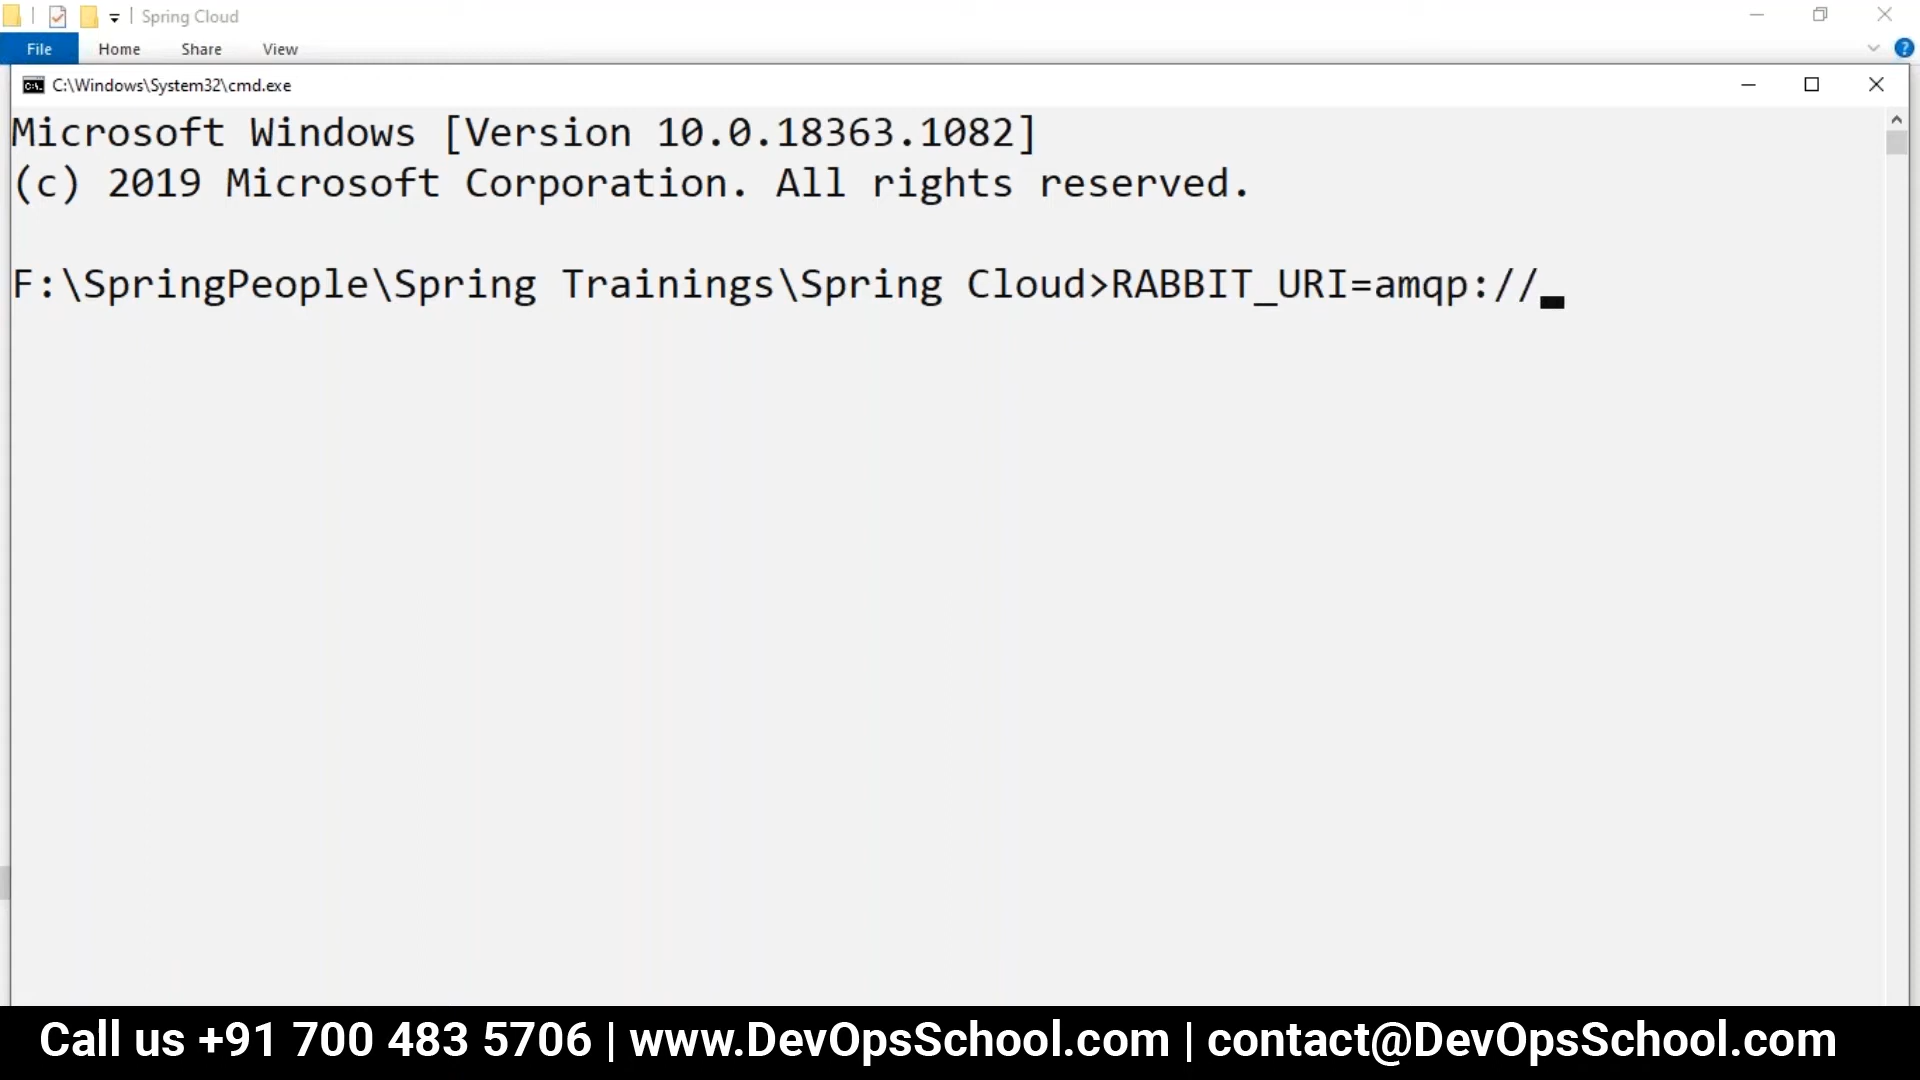 Spring Cloud
File Home Share View
C:\Windows\System32\cmd.exe
Microsoft Windows [Version 10.0.18363.1082]
(c) 2019 Microsoft Corporation. All rights reserved.
F:\SpringPeople\Spring Trainings\Spring Cloud>RABBIT_URI=amqp://
Call us +91 700 483 5706 | www.DevOpsSchool.com | contact@DevOpsSchool.com